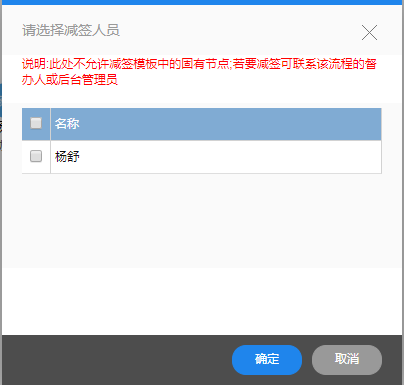 请选择减签人员
说明:此处不允许减签模板中的固有节点;若要减签可联系该流程的督
办人或后台管理员
名称
杨舒
确定
取消